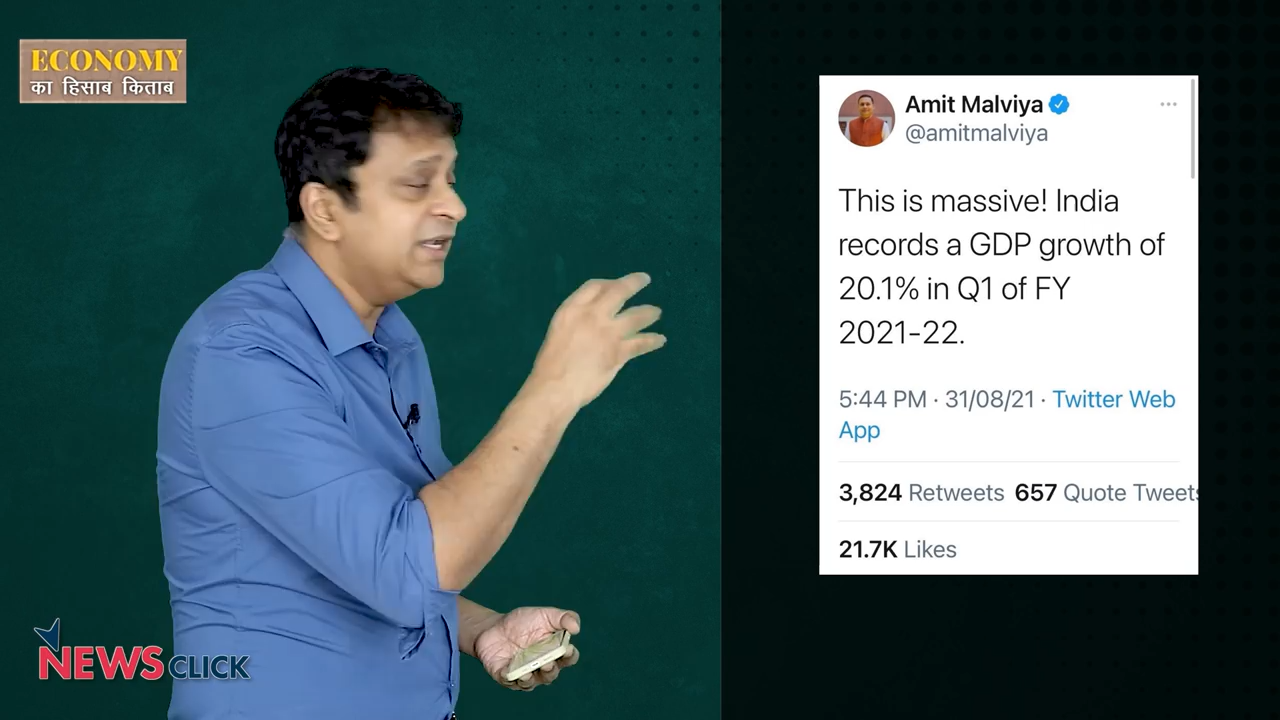 ECONOMY
का हिसाब किताब
Amit Malviya
@amitmalviya
This is massive! India
records a GDP growth of
20.1% in Q1 of FY
2021-22.
5:44 PM · 31/08/21 · Twitter Web
App
3,824 Retweets 657 Quote Tweets
21.7K Likes
NEWSCLICK